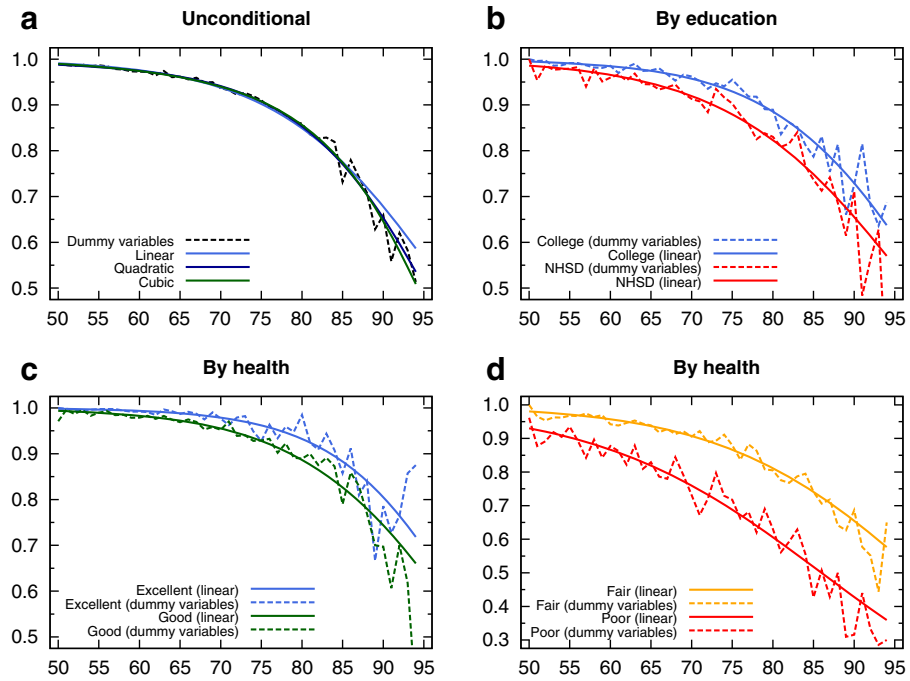 a Unconditional
1.0
0.9
0.8
0.7
0.6
0.5
Dummy variables
Linear
Quadratic
Cubic
50 55 60 65 70 75 80 85 90 95
b By education
1.0
0.9
0.8
0.7
0.6
0.5
College (dummy variables)
College (linear)
NHSD (dummy variables)
NHSD (linear)
50 55 60 65 70 75 80 85 90 95
c By health
1.0
0.9
0.8
0.7
0.6
0.5
Excellent (linear)
Excellent (dummy variables)
Good (linear)
Good (dummy variables)
50 55 60 65 70 75 80 85 90 95
d By health
1.0
0.9
0.8
0.7
0.6
0.5
0.4
0.3
Fair (linear)
Fair (dummy variables)
Poor (linear)
Poor (dummy variables)
50 55 60 65 70 75 80 85 90 95